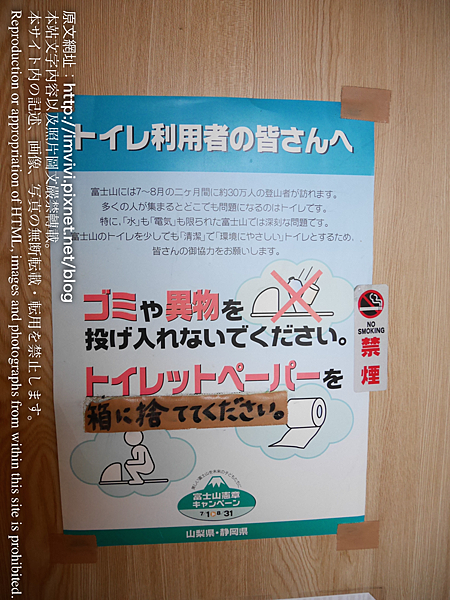 原文網址：http://imvivi.pixnet.net/blog
本站文字內容以及照片圖文嚴禁轉載。
本サイト内の記述、画像、写真の無断転載・転用を禁止します。
Reproduction or appropriation of HTML, images and photographs from within this site is prohibited.
トイレ利用者の皆さんへ
富士山には7～8月の二ヶ月間に約30万人の登山者が訪れます。
多くの人が集まるとどこでも問題になるのはトイレです。
特に、「水」も「電気」も限られた富士山では深刻な問題です。
富士山のトイレを少しでも「清潔」で「環境にやさしい」トイレとするため、
皆さんの御協力をお願いします。
ゴミや異物を
投げ入れないでください。
トイレットペーパーを
箱に捨ててください。
NO
SMOKING
禁
煙
富士山憲章
キャンペーン
7/1 8/31
山梨県・静岡県